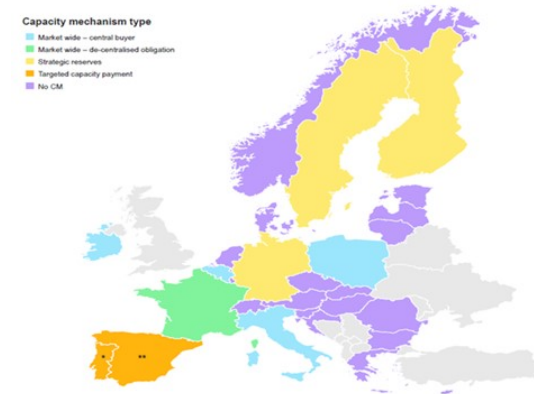 Capacity mechanism type
Market wide – central buyer
Market wide – de-centralised obligation
Strategic reserves
Targeted capacity payment
No CM
*
**